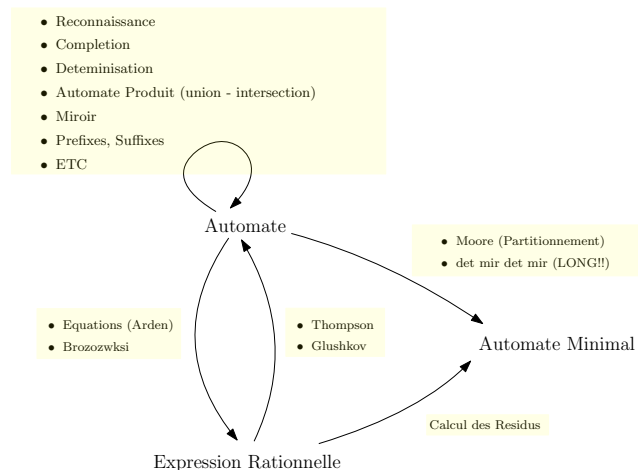 • Reconnaissance
• Completion
• Deteminisation
• Automate Produit (union - intersection)
• Miroir
• Prefixes, Suffixes
• ETC
Automate
• Moore (Partitionnement)
• det mir det mir (LONG!!)
• Equations (Arden)
• Brozozwksi
• Thompson
• Glushkov
Automate Minimal
Calcul des Residus
Expression Rationnelle